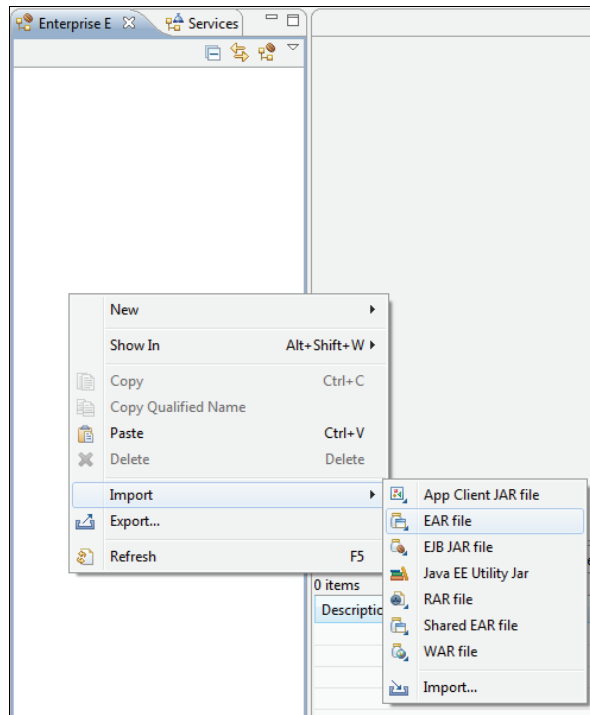 Enterprise E
Services
New
Show In Alt+Shift+W
Copy Ctrl+C
Copy Qualified Name
Paste Ctrl+V
Delete Delete
Import
Export...
Refresh F5
App Client JAR file
EAR file
EJB JAR file
Java EE Utility Jar
RAR file
Shared EAR file
WAR file
Import...
0 items
Descriptio